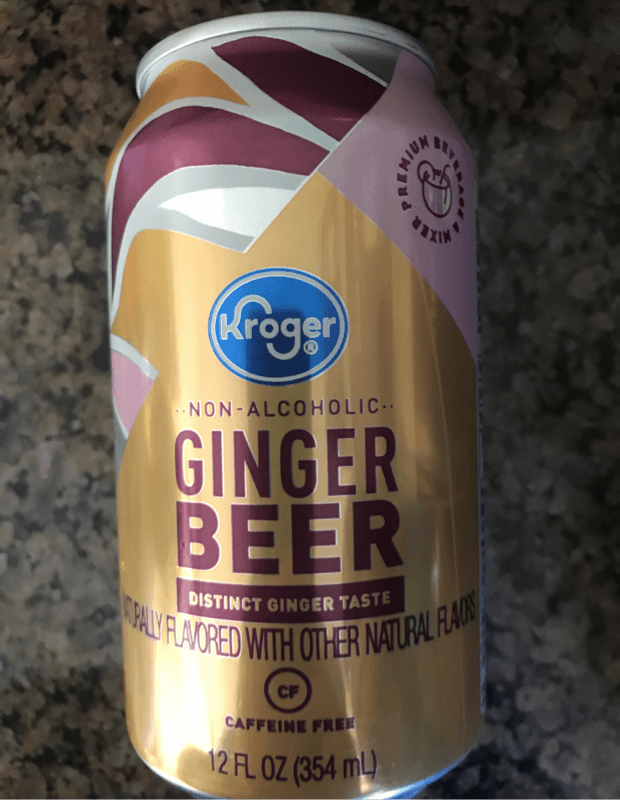 PREMIUM BEVERAGE & MIXER
Kroger®
··NON-ALCOHOLIC··
GINGER
BEER
DISTINCT GINGER TASTE
FLAVORED WITH OTHER NATURAL FLAVORS
CF
CAFFEINE FREE
12 FL OZ (354 mL)